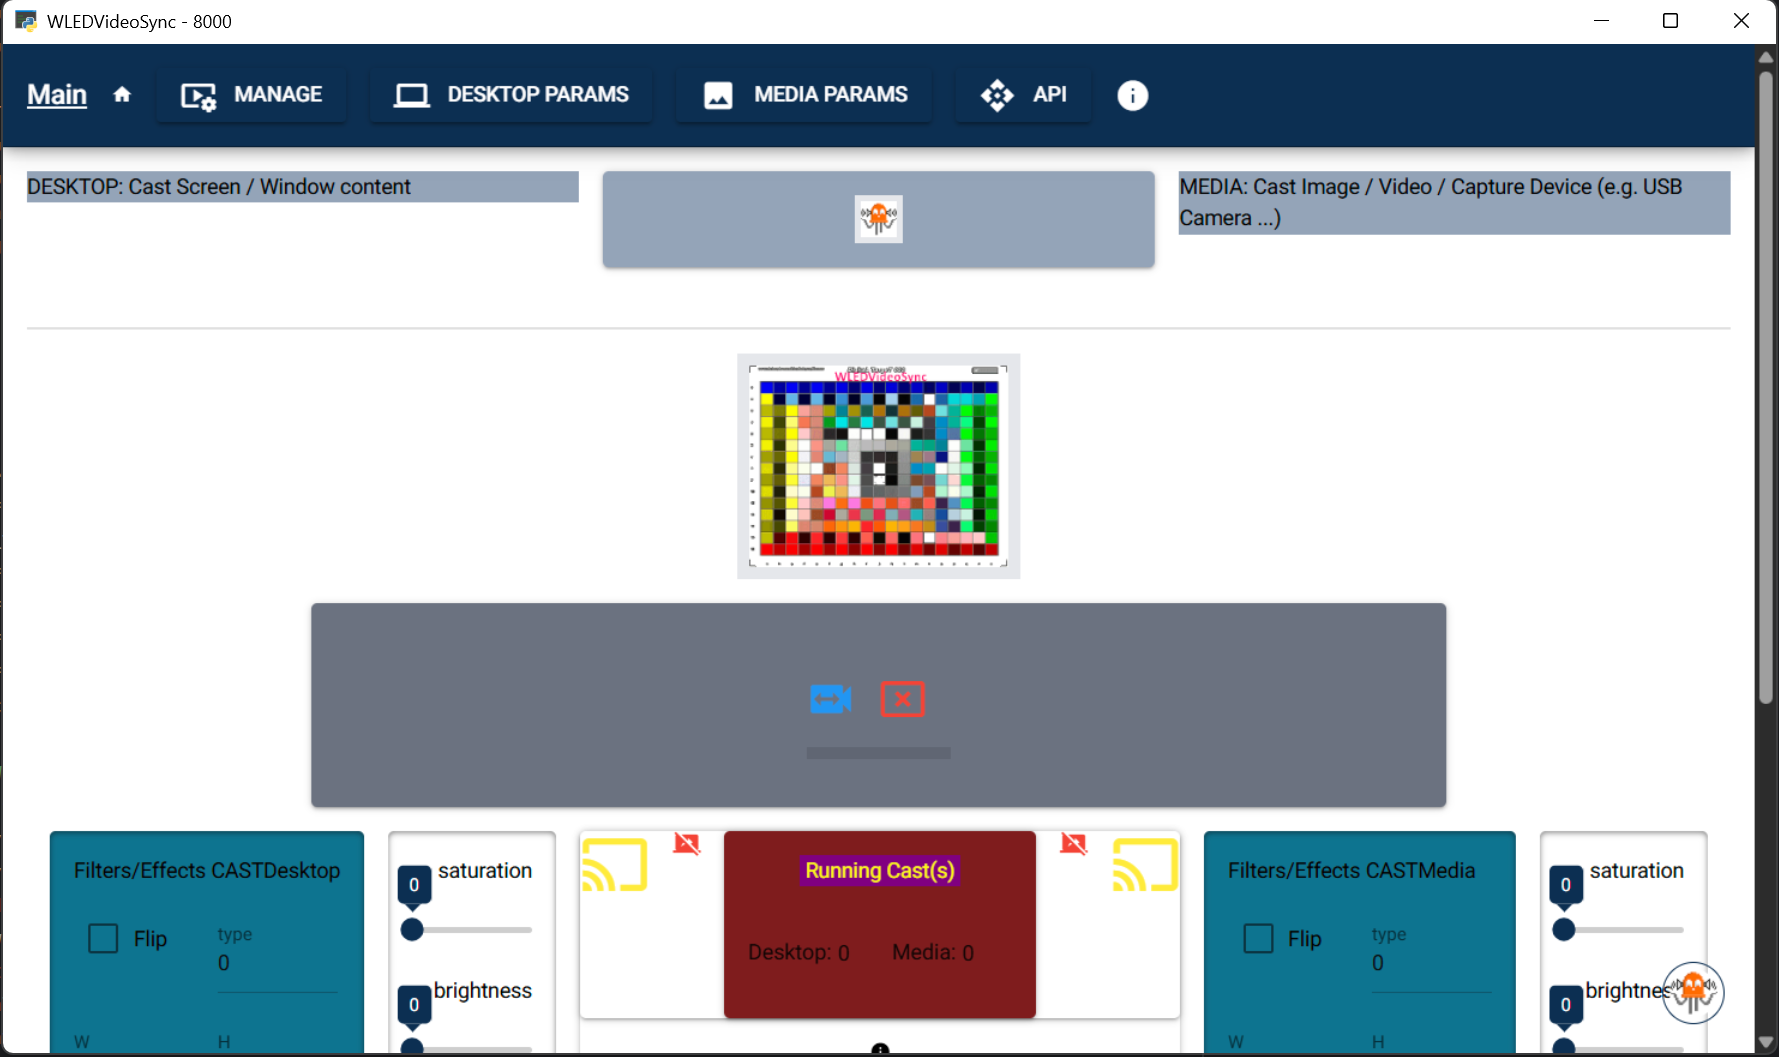 WLEDVideoSync - 8000
Main
MANAGE
DESKTOP PARAMS
MEDIA PARAMS
API
DESKTOP: Cast Screen / Window content
MEDIA: Cast Image / Video / Capture Device (e.g. USB
Camera ...)
WLEDVideoSync
Filters/Effects CASTDesktop
Flip
type
0
W
H
0
saturation
0
brightness
Running Cast(s)
Desktop: 0
Media: 0
Filters/Effects CASTMedia
Flip
type
0
W
H
0
saturation
0